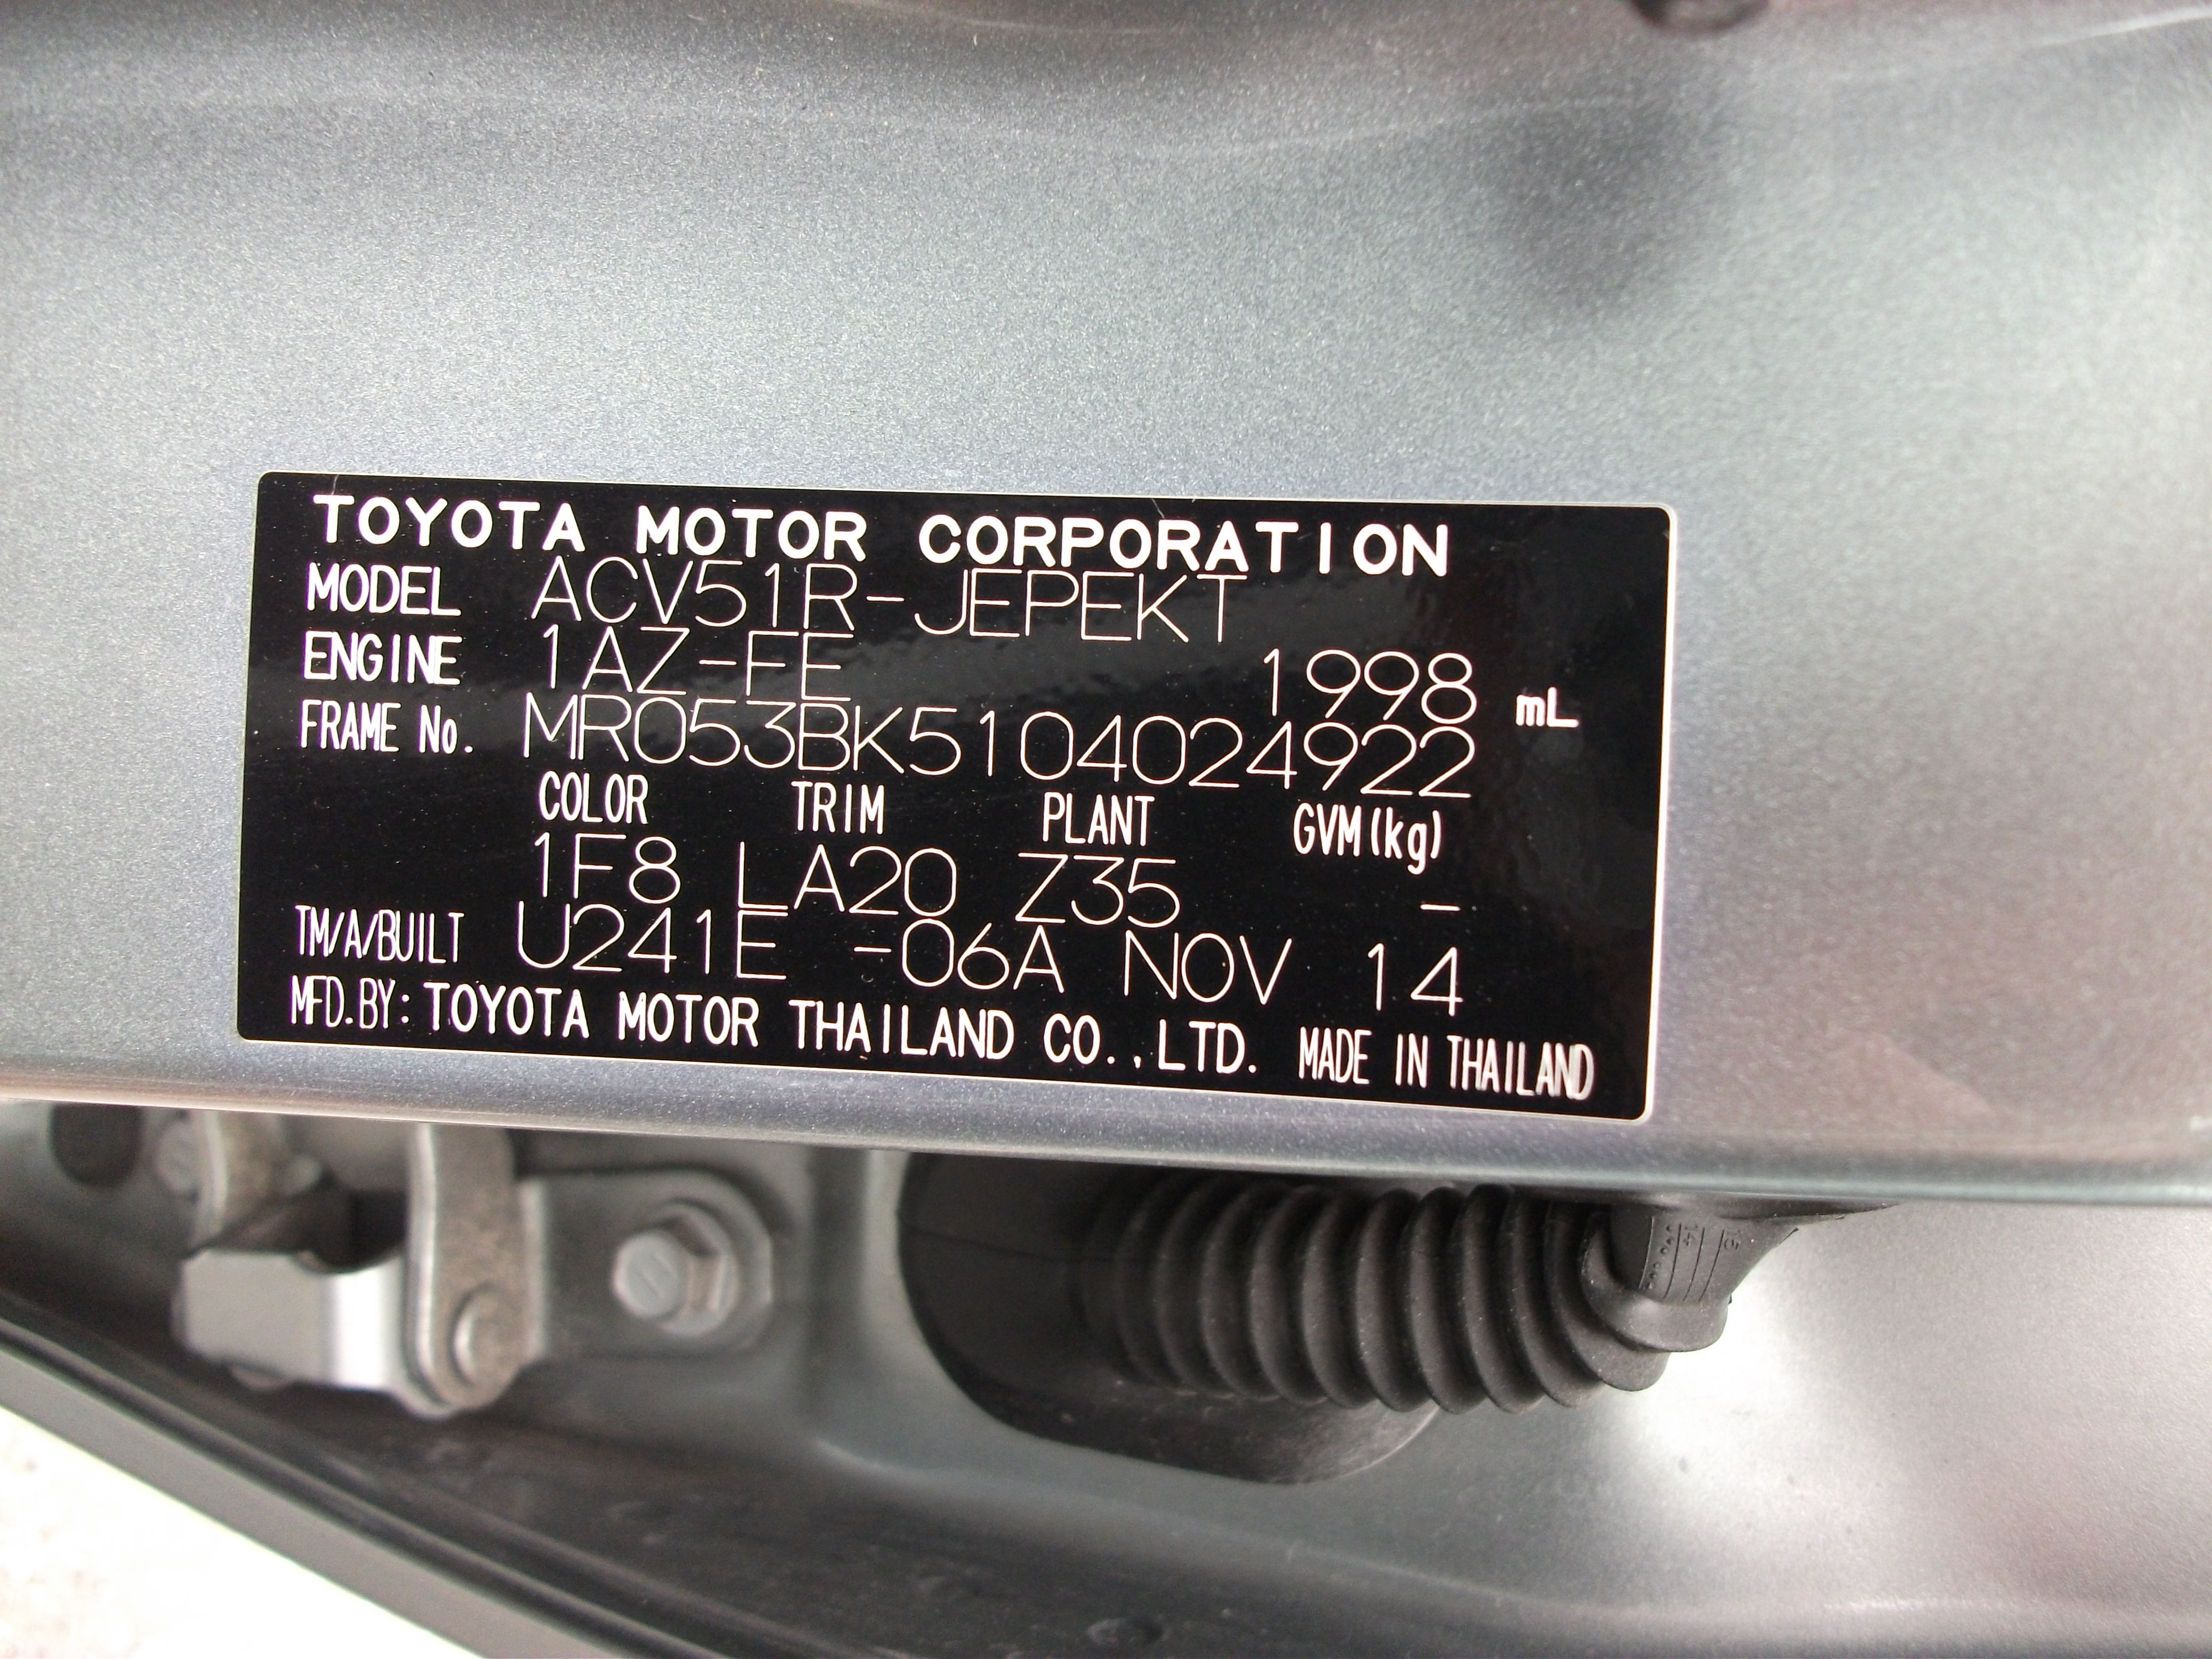 TOYOTA MOTOR CORPORATION
MODEL ACV51R-JEPEKT
ENGINE 1AZ-FE 1998 mL
FRAME No. MR053BK5104024922
COLOR TRIM PLANT GVM(kg)
1F8 LA20 Z35 -
TM/A/BUILT U241E -06A NOV 14
MFD.BY: TOYOTA MOTOR THAILAND CO.,LTD. MADE IN THAILAND
14